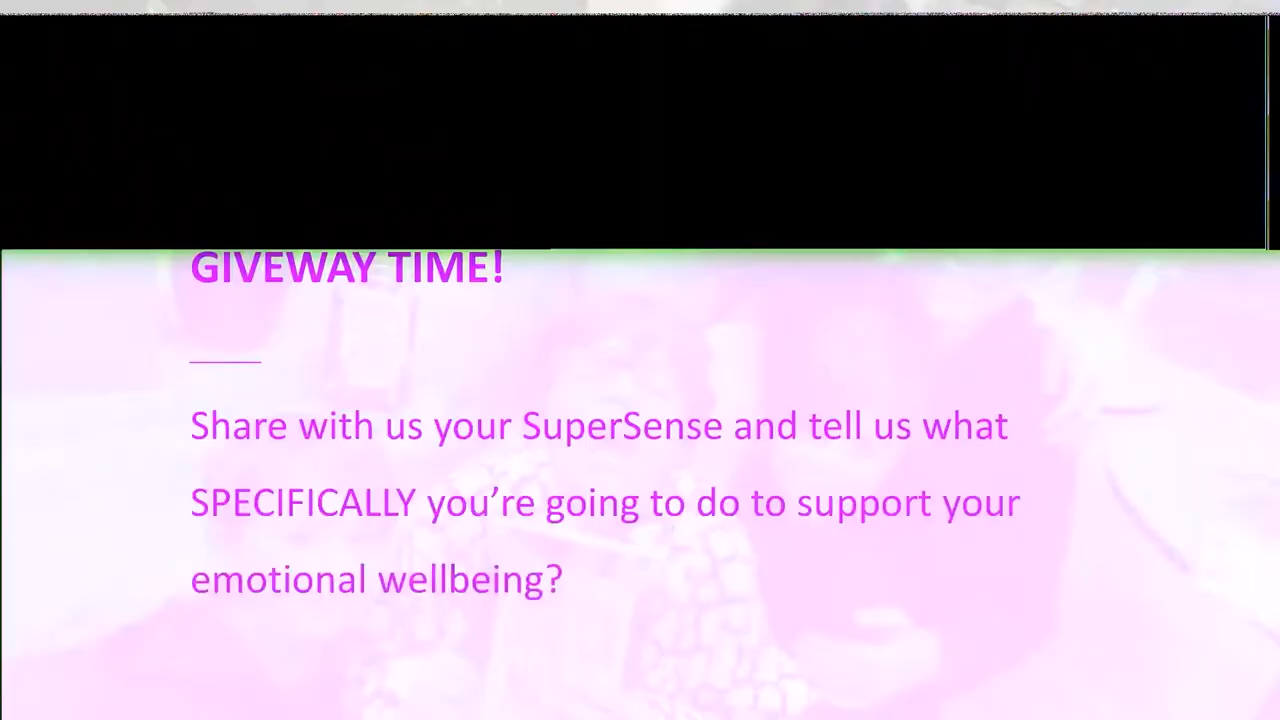 GIVEWAY TIME!
Share with us your SuperSense and tell us what
SPECIFICALLY you’re going to do to support your
emotional wellbeing?